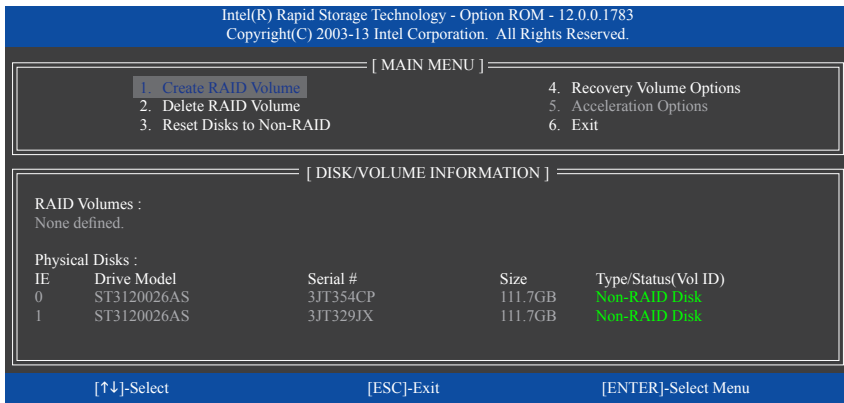 Intel(R) Rapid Storage Technology - Option ROM - 12.0.0.1783
Copyright(C) 2003-13 Intel Corporation. All Rights Reserved.
[ MAIN MENU ]
1. Create RAID Volume 4. Recovery Volume Options
2. Delete RAID Volume 5. Acceleration Options
3. Reset Disks to Non-RAID 6. Exit
[ DISK/VOLUME INFORMATION ]
RAID Volumes :
None defined.
Physical Disks :
IE Drive Model Serial # Size Type/Status(Vol ID)
0 ST3120026AS 3JT354CP 111.7GB Non-RAID Disk
1 ST3120026AS 3JT329JX 111.7GB Non-RAID Disk
[↑↓]-Select [ESC]-Exit [ENTER]-Select Menu